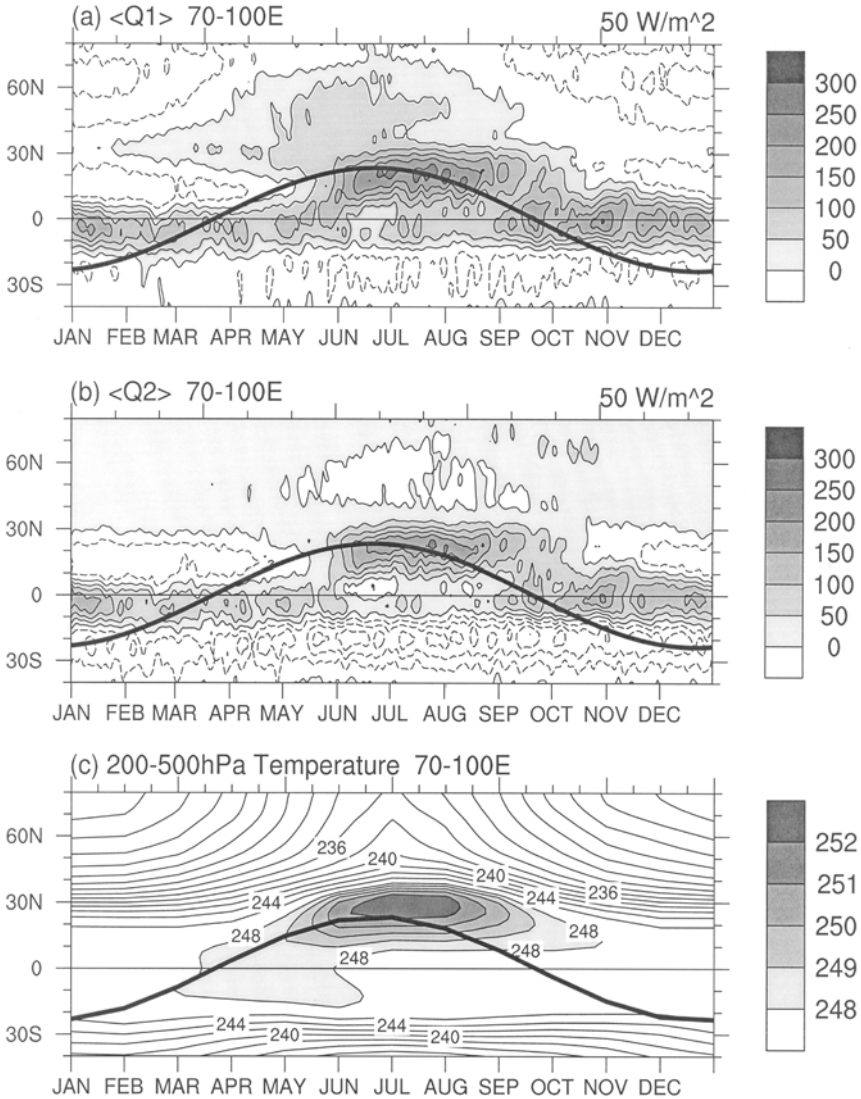 (a) <Q1> 70-100E 50 W/m^2
60N
30N
0
30S
JAN FEB MAR APR MAY JUN JUL AUG SEP OCT NOV DEC
300
250
200
150
100
50
0
(b) <Q2> 70-100E 50 W/m^2
60N
30N
0
30S
JAN FEB MAR APR MAY JUN JUL AUG SEP OCT NOV DEC
300
250
200
150
100
50
0
(c) 200-500hPa Temperature 70-100E
60N
30N
0
30S
236
240
240
244
244
236
248
248
248
248
244
240
244
240
JAN FEB MAR APR MAY JUN JUL AUG SEP OCT NOV DEC
252
251
250
249
248